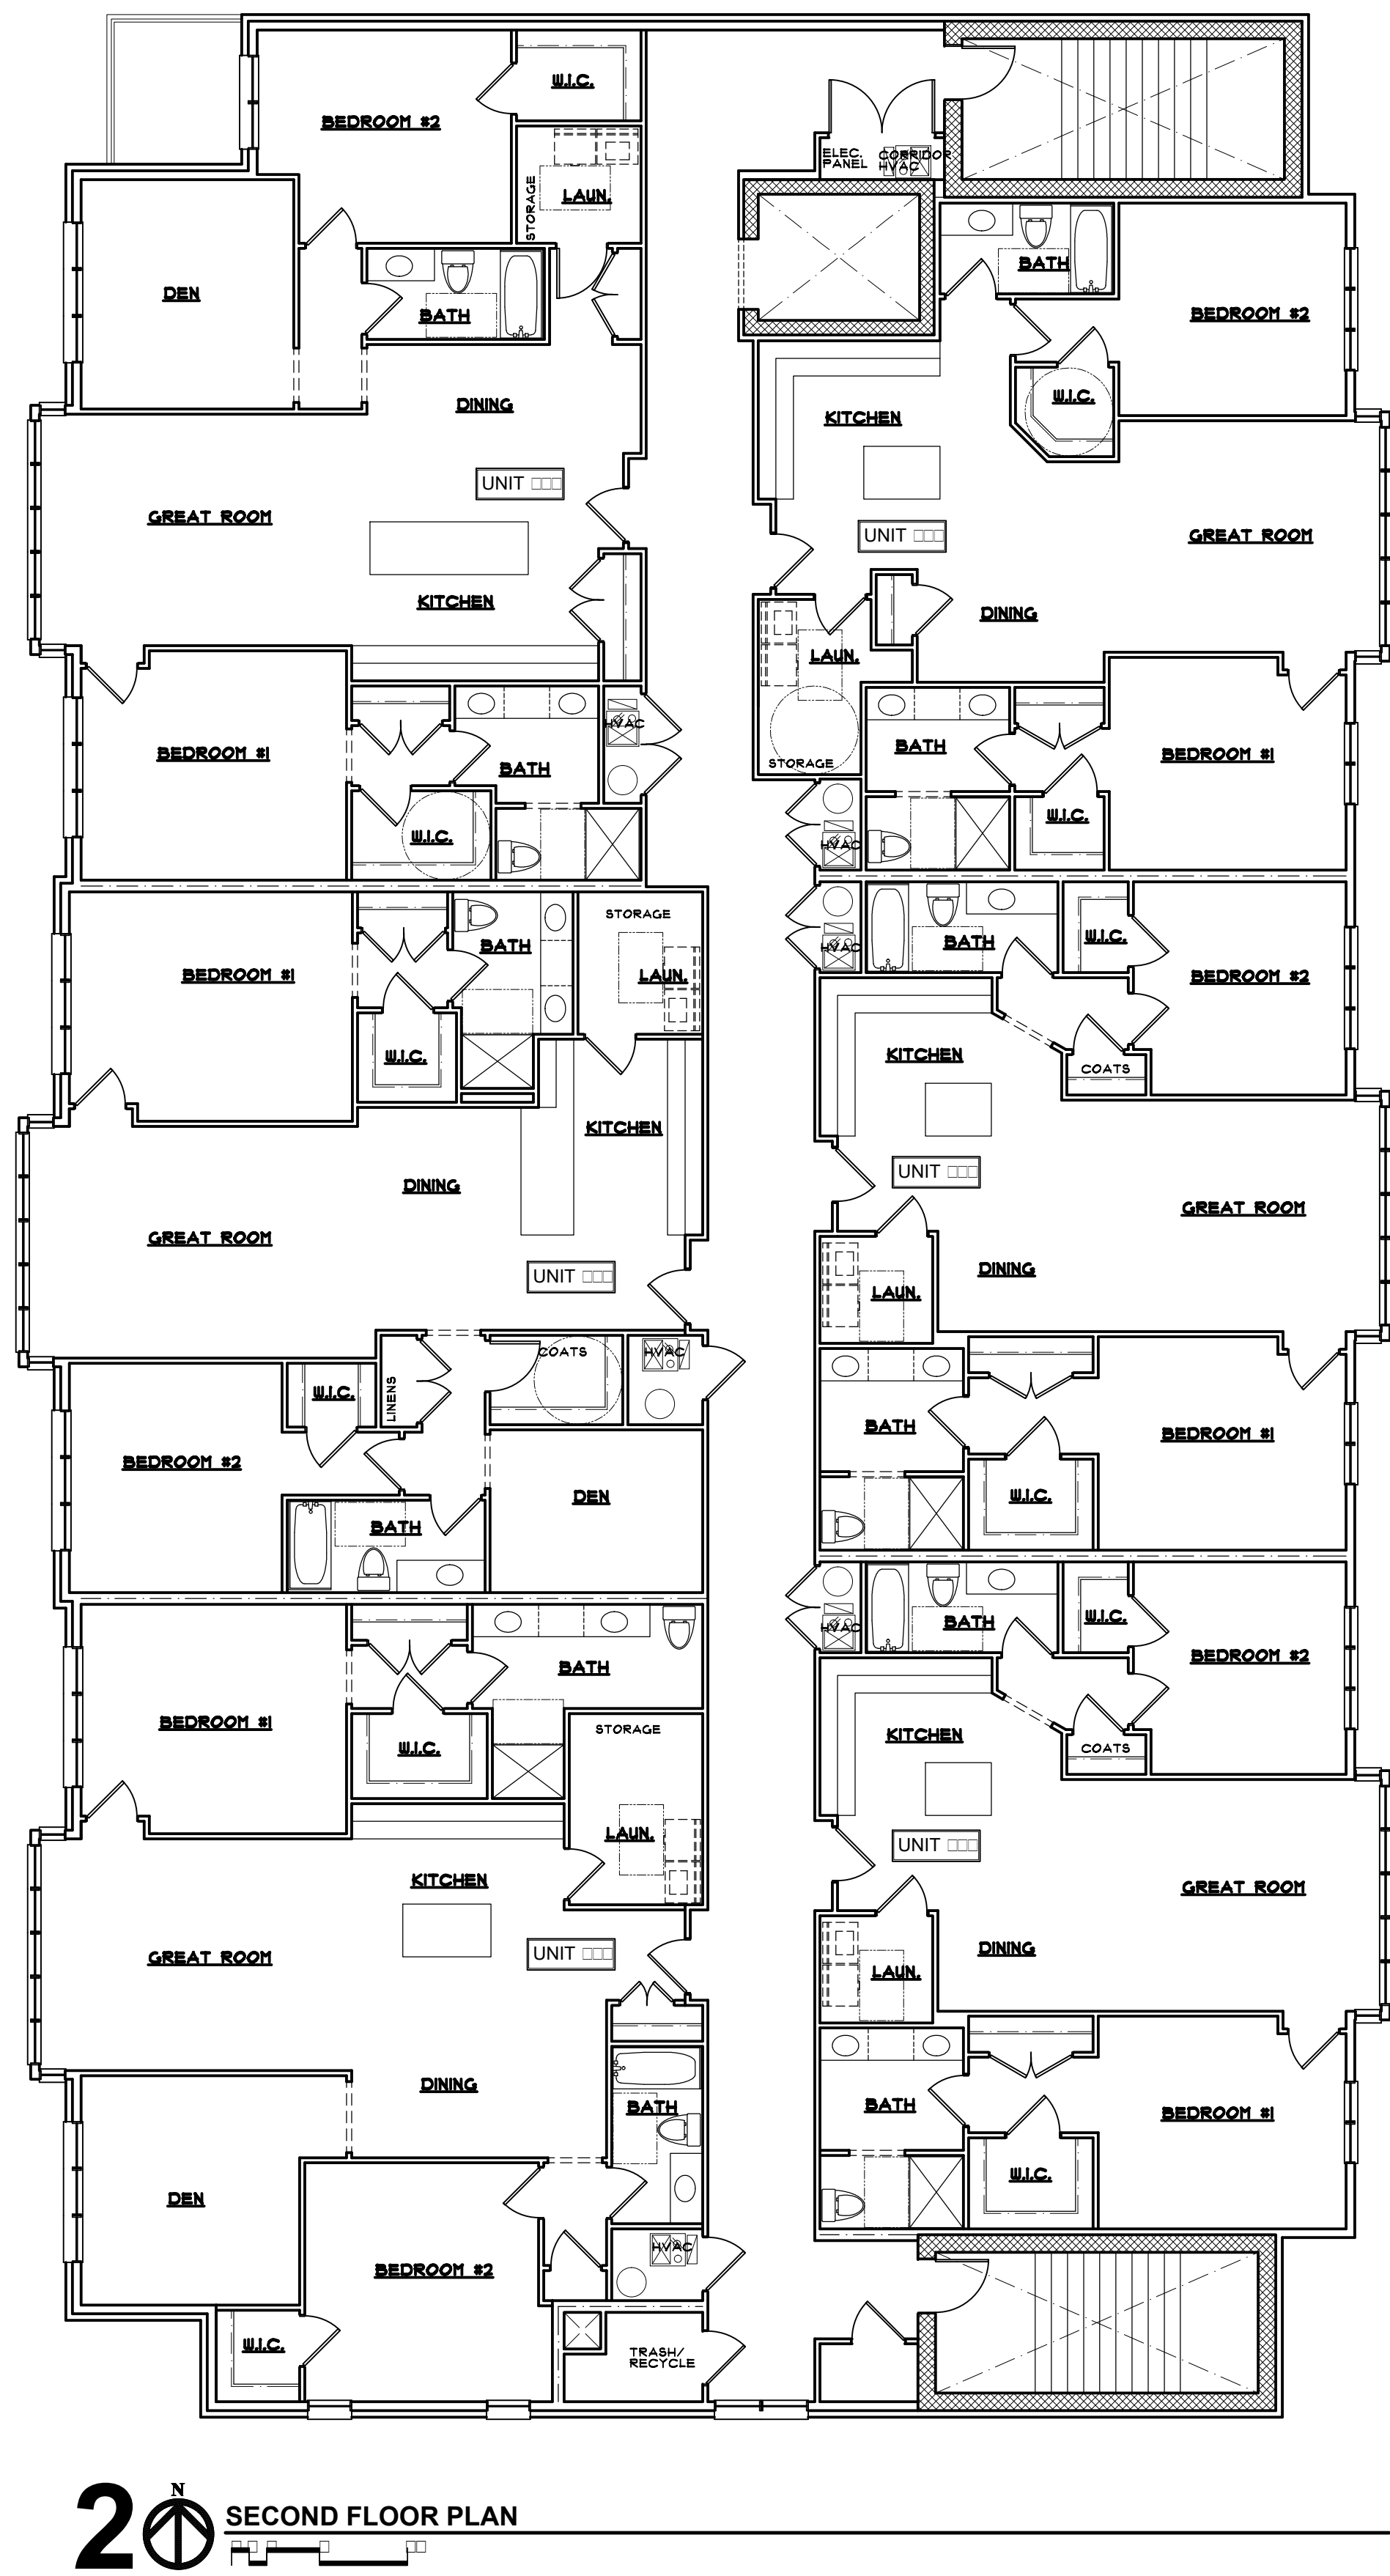 BEDROOM #2
W.I.C.
STORAGE
LAUN.
ELEC.
PANEL
CORRIDOR
HVAC
DEN
BATH
BATH
BEDROOM #2
W.I.C.
DINING
KITCHEN
UNIT □□□
GREAT ROOM
UNIT □□□
GREAT ROOM
KITCHEN
DINING
LAUN.
STORAGE
BEDROOM #1
BATH
HVAC
W.I.C.
BATH
BEDROOM #1
W.I.C.
HVAC
STORAGE
BATH
LAUN.
BEDROOM #1
W.I.C.
HVAC
BATH
W.I.C.
BEDROOM #2
KITCHEN
COATS
KITCHEN
DINING
GREAT ROOM
UNIT □□□
UNIT □□□
GREAT ROOM
DINING
LAUN.
COATS
HVAC
LINENS
W.I.C.
BEDROOM #2
DEN
BATH
BATH
BEDROOM #1
W.I.C.
BATH
BEDROOM #1
W.I.C.
STORAGE
LAUN.
HVAC
BATH
W.I.C.
BEDROOM #2
KITCHEN
COATS
KITCHEN
GREAT ROOM
UNIT □□□
UNIT □□□
GREAT ROOM
DINING
LAUN.
DINING
BATH
DEN
BEDROOM #2
HVAC
W.I.C.
TRASH/
RECYCLE
BATH
BEDROOM #1
W.I.C.
2
N
SECOND FLOOR PLAN